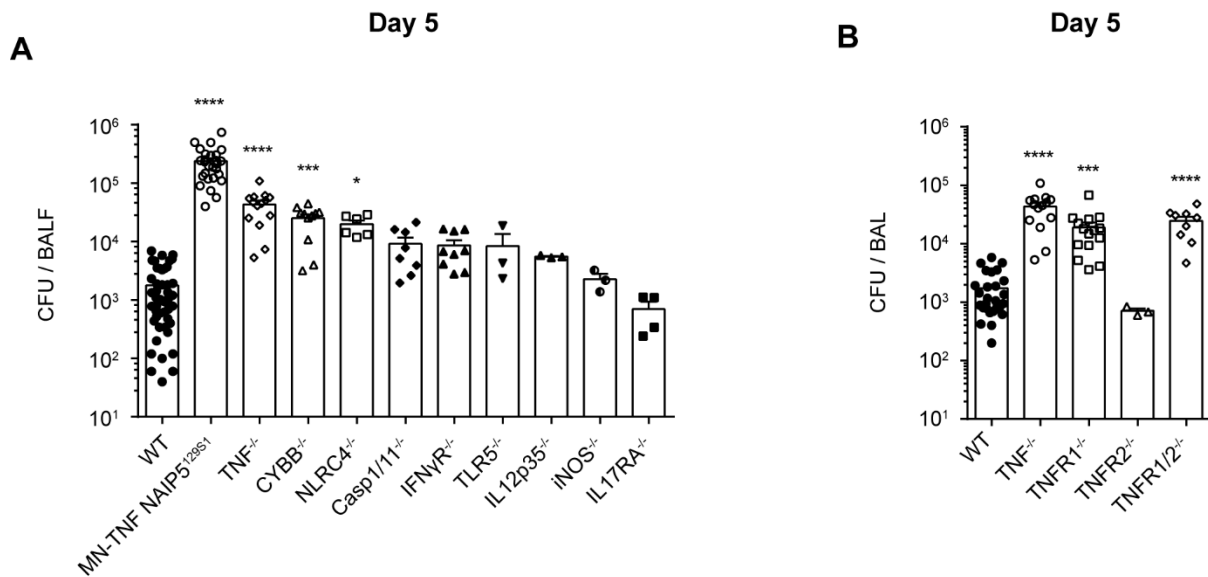 Day 5
A
****
****
***
*
CFU / BALF
10⁶
10⁵
10⁴
10³
10²
10¹
WT
MN-TNF NAIP5¹²⁹ˢ¹
TNF⁻/⁻
CYBB⁻/⁻
NLRC4⁻/⁻
Casp1/11⁻/⁻
IFNγR⁻/⁻
TLR5⁻/⁻
IL12p35⁻/⁻
iNOS⁻/⁻
IL17RA⁻/⁻
Day 5
B
****
***
****
CFU / BAL
10⁶
10⁵
10⁴
10³
10²
10¹
WT
TNF⁻/⁻
TNFR1⁻/⁻
TNFR2⁻/⁻
TNFR1/2⁻/⁻